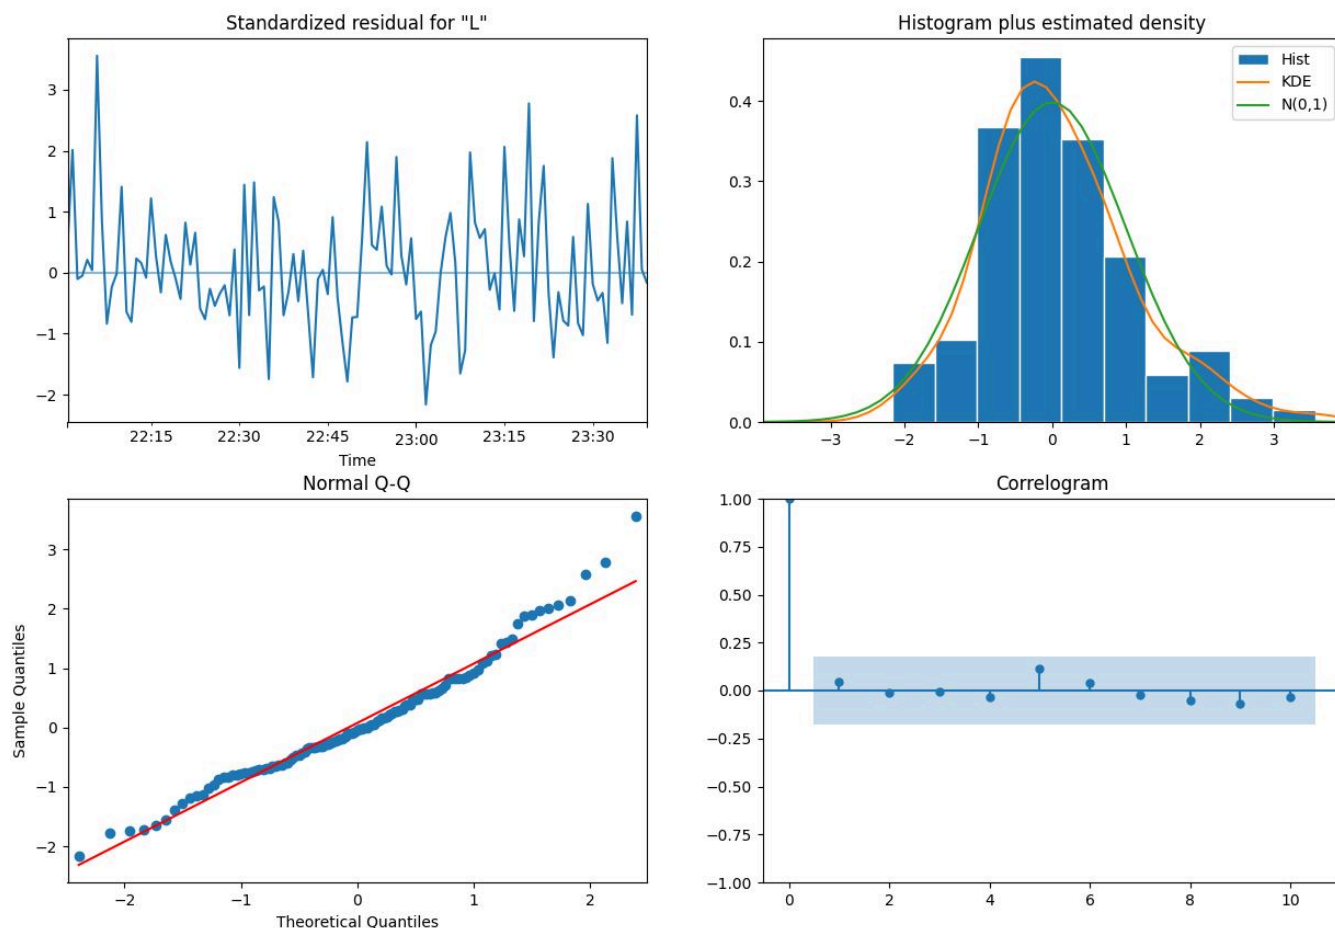 Standardized residual for "L"
3
2
1
0
−1
−2
22:15 22:30 22:45 23:00 23:15 23:30
Time
Histogram plus estimated density
Hist
KDE
N(0,1)
0.4
0.3
0.2
0.1
0.0
−3 −2 −1 0 1 2 3
Normal Q-Q
Sample Quantiles
3
2
1
0
−1
−2
−2 −1 0 1 2
Theoretical Quantiles
Correlogram
1.00
0.75
0.50
0.25
0.00
−0.25
−0.50
−0.75
−1.00
0 2 4 6 8 10